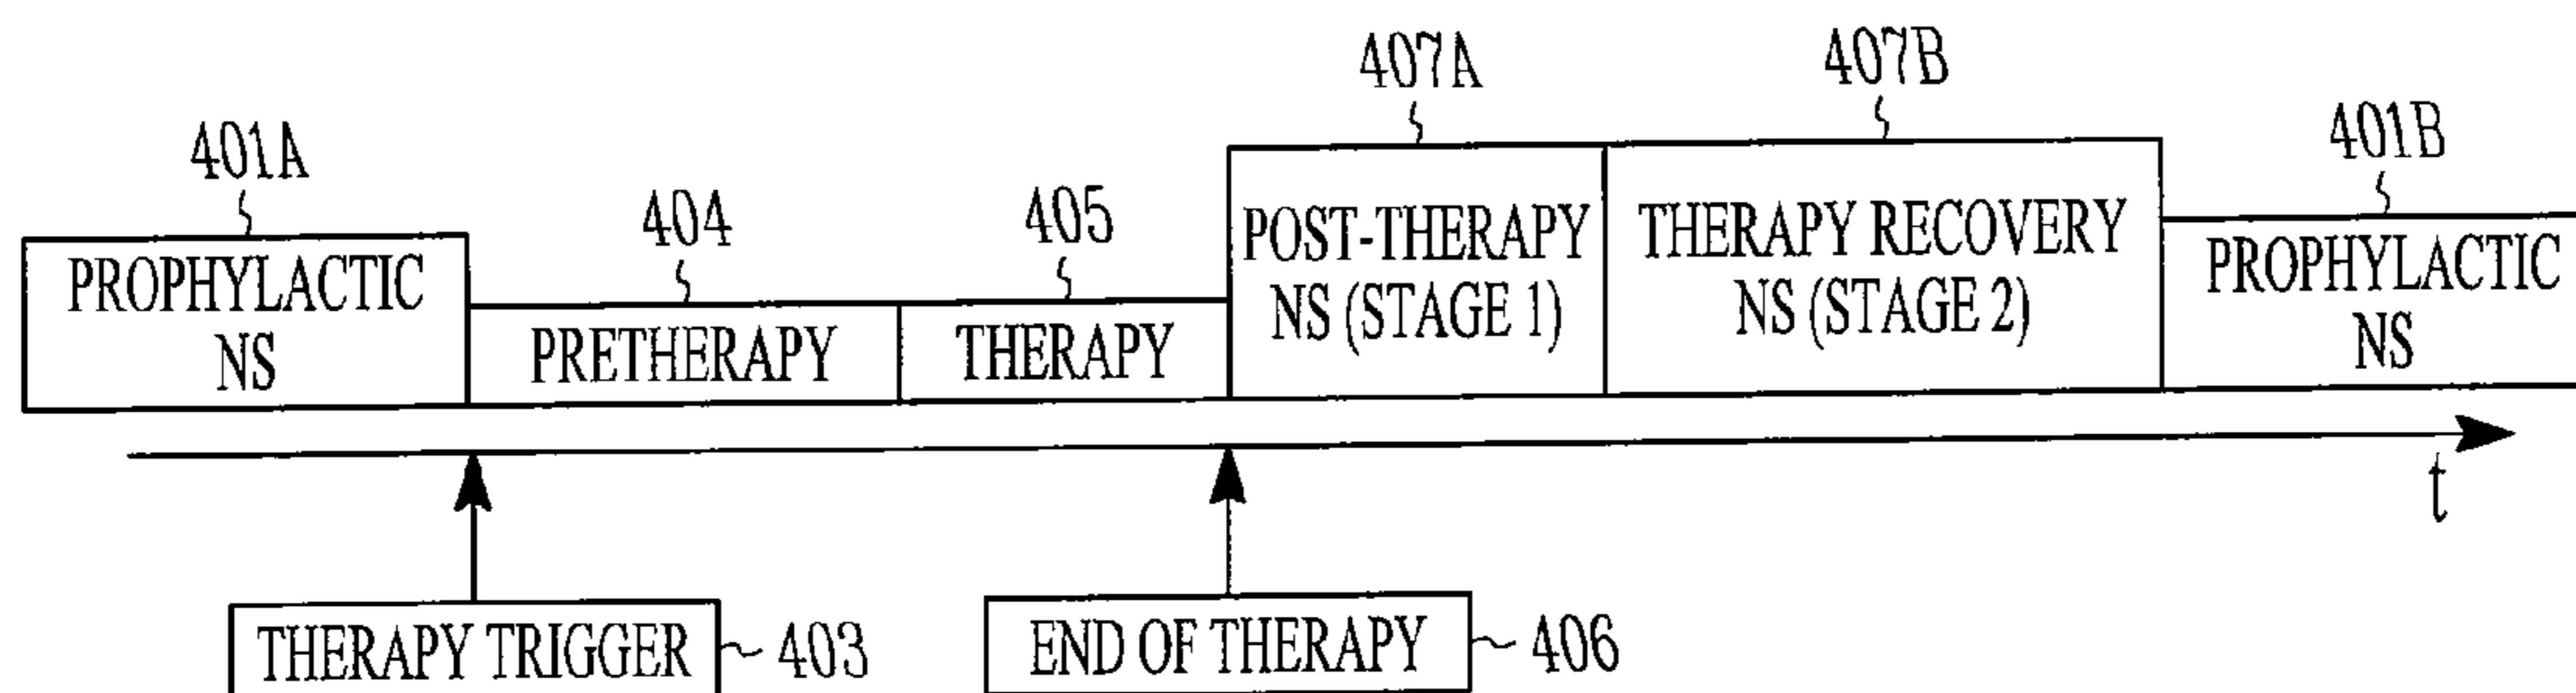 401A
PROPHYLACTIC
NS
404
PRETHERAPY
405
THERAPY
407A
POST-THERAPY
NS (STAGE 1)
407B
THERAPY RECOVERY
NS (STAGE 2)
401B
PROPHYLACTIC
NS
t
THERAPY TRIGGER
403
END OF THERAPY
406